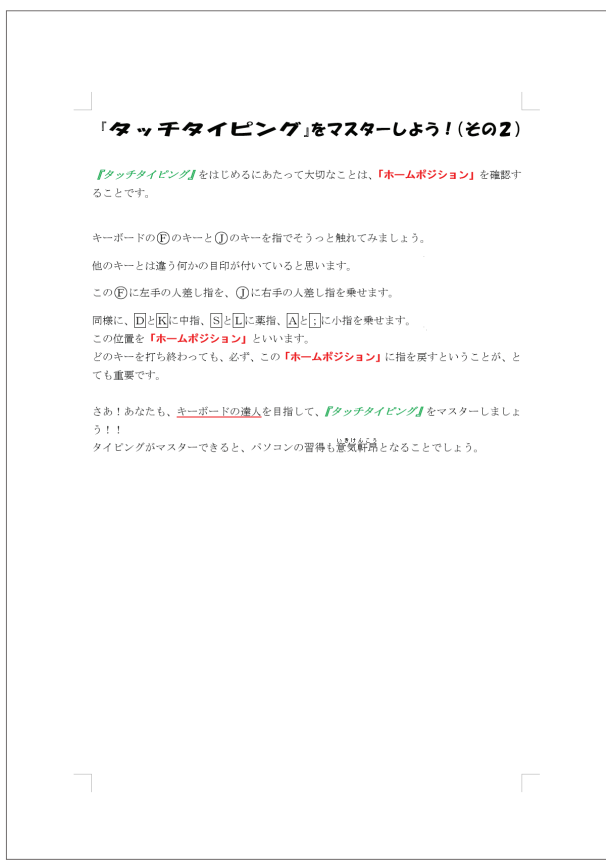 『タッチタイピング』をマスターしよう！（その２）
『タッチタイピング』をはじめるにあたって大切なことは、「ホームポジション」を確認す
ることです。
キーボードのⒻのキーとⒿのキーを指でそうっと触れてみましょう。
他のキーとは違う何かの目印が付いていると思います。
このⒻに左手の人差し指を、Ⓙに右手の人差し指を乗せます。
同様に、DとKに中指、SとLに薬指、Aと;に小指を乗せます。
この位置を「ホームポジション」といいます。
どのキーを打ち終わっても、必ず、この「ホームポジション」に指を戻すということが、と
ても重要です。
さあ！あなたも、キーボードの達人を目指して、『タッチタイピング』をマスターしましょ
う！！
いきけんこう
タイピングがマスターできると、パソコンの習得も意気軒昂となることでしょう。